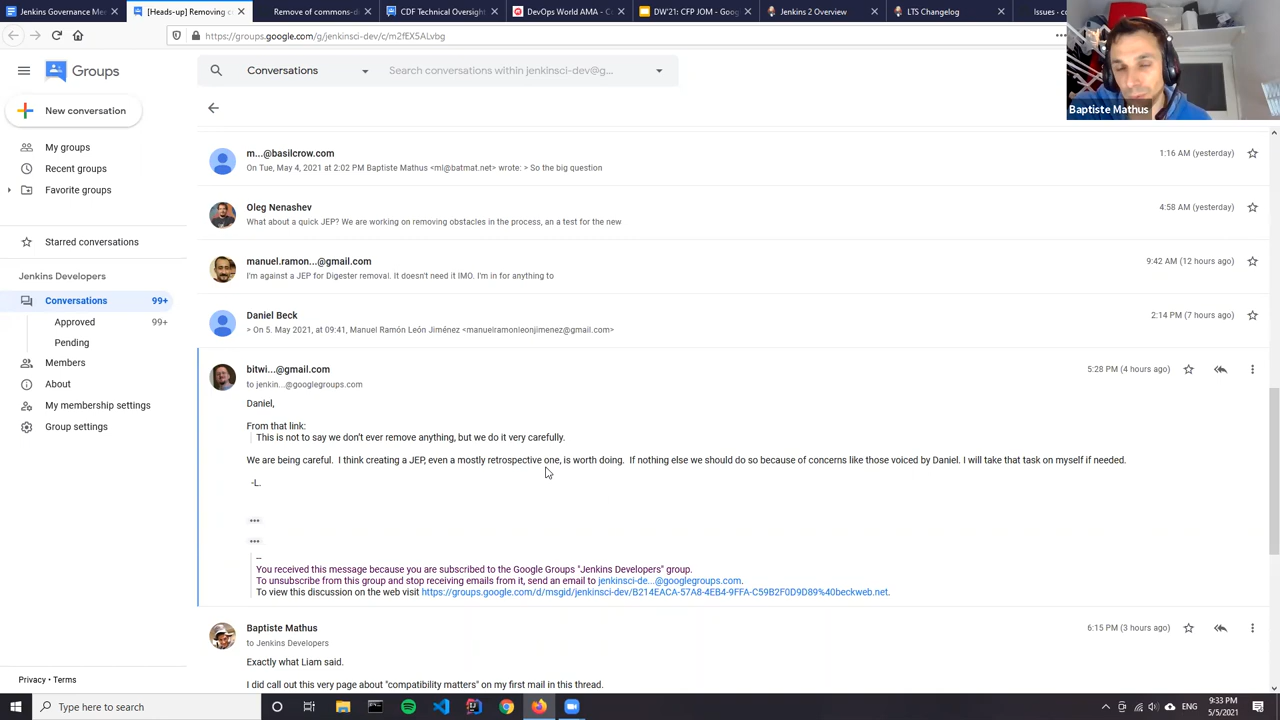 Jenkins Governance Mee
[Heads-up] Removing c
Removal of commons-di
CDF Technical Oversight
DevOps World AMA - Co
DW'21: CFP JOM - Goog
Jenkins 2 Overview
LTS Changelog
Issues · c
https://groups.google.com/g/jenkinsci-dev/c/m2fEX5ALvbg
Groups
Conversations
Search conversations within jenkinsci-dev@g...
New conversation
My groups
Recent groups
Favorite groups
Starred conversations
Jenkins Developers
Conversations 99+
Approved 99+
Pending
Members
About
My membership settings
Group settings
Privacy • Terms
Baptiste Mathus
m...@basilcrow.com 1:16 AM (yesterday)
On Tue, May 4, 2021 at 2:02 PM Baptiste Mathus <ml@batmat.net> wrote: > So the big question
Oleg Nenashev 4:58 AM (yesterday)
What about a quick JEP? We are working on removing obstacles in the process, an a test for the new
manuel.ramon...@gmail.com 9:42 AM (12 hours ago)
I'm against a JEP for Digester removal. It doesn't need it IMO. I'm in for anything to
Daniel Beck 2:14 PM (7 hours ago)
> On 5. May 2021, at 09:41, Manuel Ramón León Jiménez <manuelramonleonjimenez@gmail.com>
bitwi...@gmail.com 5:28 PM (4 hours ago)
to jenkin...@googlegroups.com
Daniel,
From that link:
This is not to say we don't ever remove anything, but we do it very carefully.
We are being careful. I think creating a JEP, even a mostly retrospective one, is worth doing. If nothing else we should do so because of concerns like those voiced by Daniel. I will take that task on myself if needed.
-L.
•••
•••
--
You received this message because you are subscribed to the Google Groups "Jenkins Developers" group.
To unsubscribe from this group and stop receiving emails from it, send an email to jenkinsci-de...@googlegroups.com.
To view this discussion on the web visit https://groups.google.com/d/msgid/jenkinsci-dev/B214EACA-57A8-4EB4-9FFA-C59B2F0D9D89%40beckweb.net.
Baptiste Mathus 6:15 PM (3 hours ago)
to Jenkins Developers
Exactly what Liam said.
I did call out this very page about "compatibility matters" on my first mail in this thread.
Type here to search
ENG
9:33 PM
5/5/2021